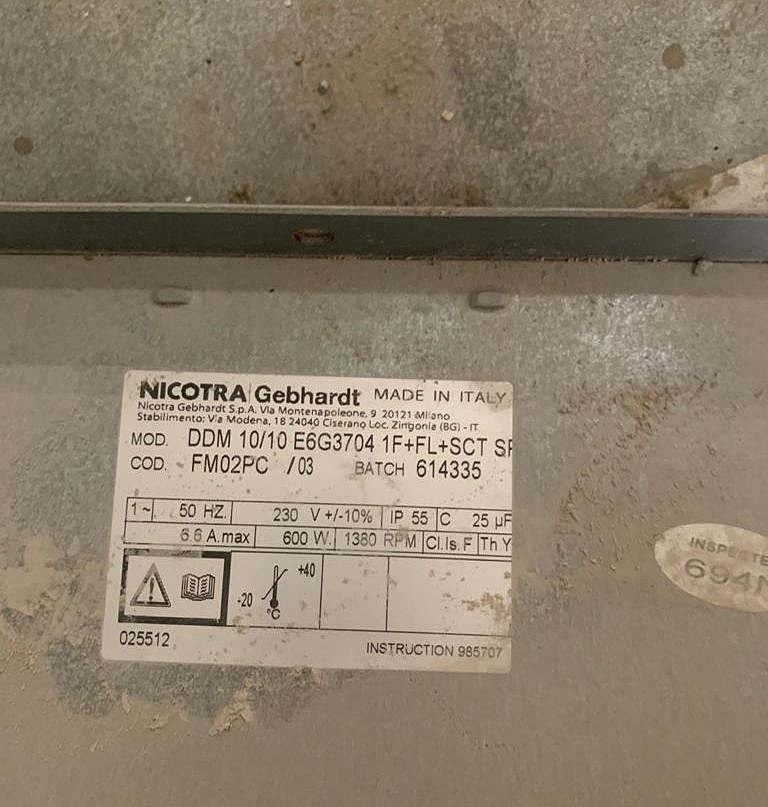 NICOTRA Gebhardt MADE IN ITALY
Nicotra Gebhardt S.p.A. Via Montenapoleone, 9 20121 Milano
Stabilimento: Via Modena, 18 24040 Ciserano Loc. Zingonia (BG) - IT
MOD. DDM 10/10 E6G3704 1F+FL+SCT
COD. FM02PC /03 BATCH 614335
1~ 50 HZ. 230 V +/-10% IP 55 C 25 µF
6.6 A.max 600 W. 1380 RPM Cl.Is.F Th Y
-20 +40
°C
025512 INSTRUCTION 985707
694